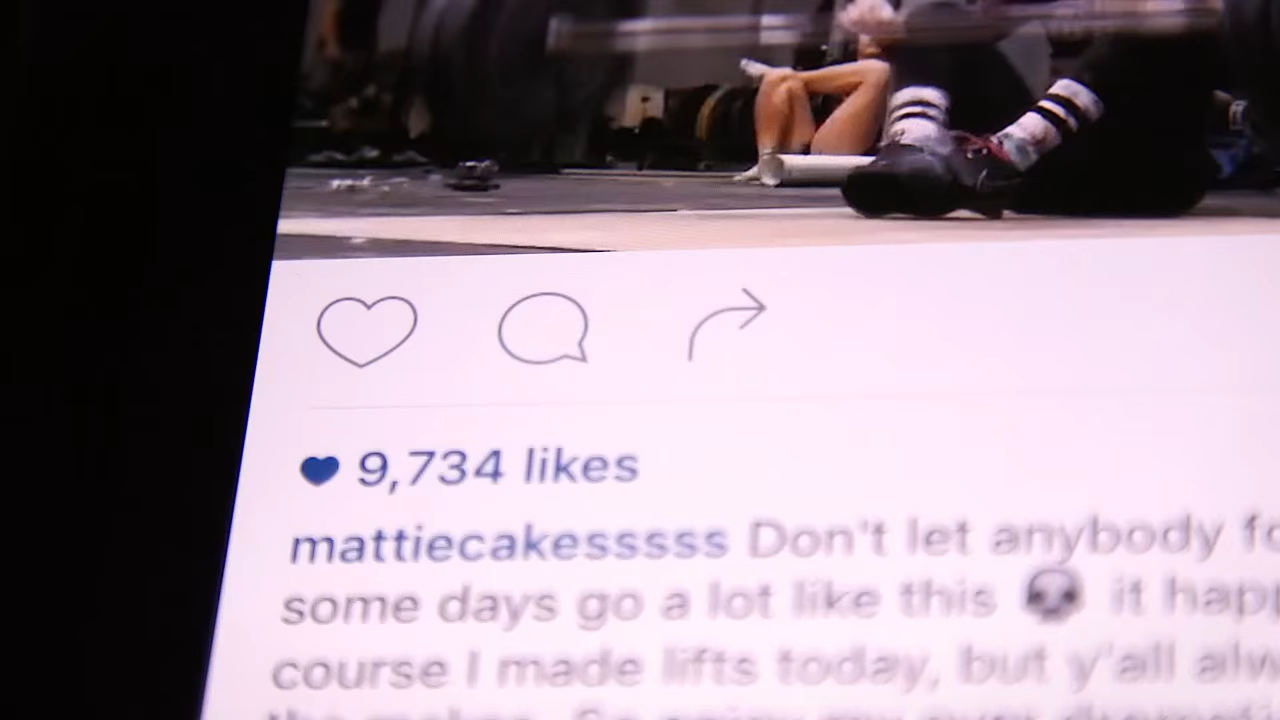 9,734 likes
mattiecakesssss Don't let anybody fo
some days go a lot like this 💀 it happ
course I made lifts today, but y'all alw